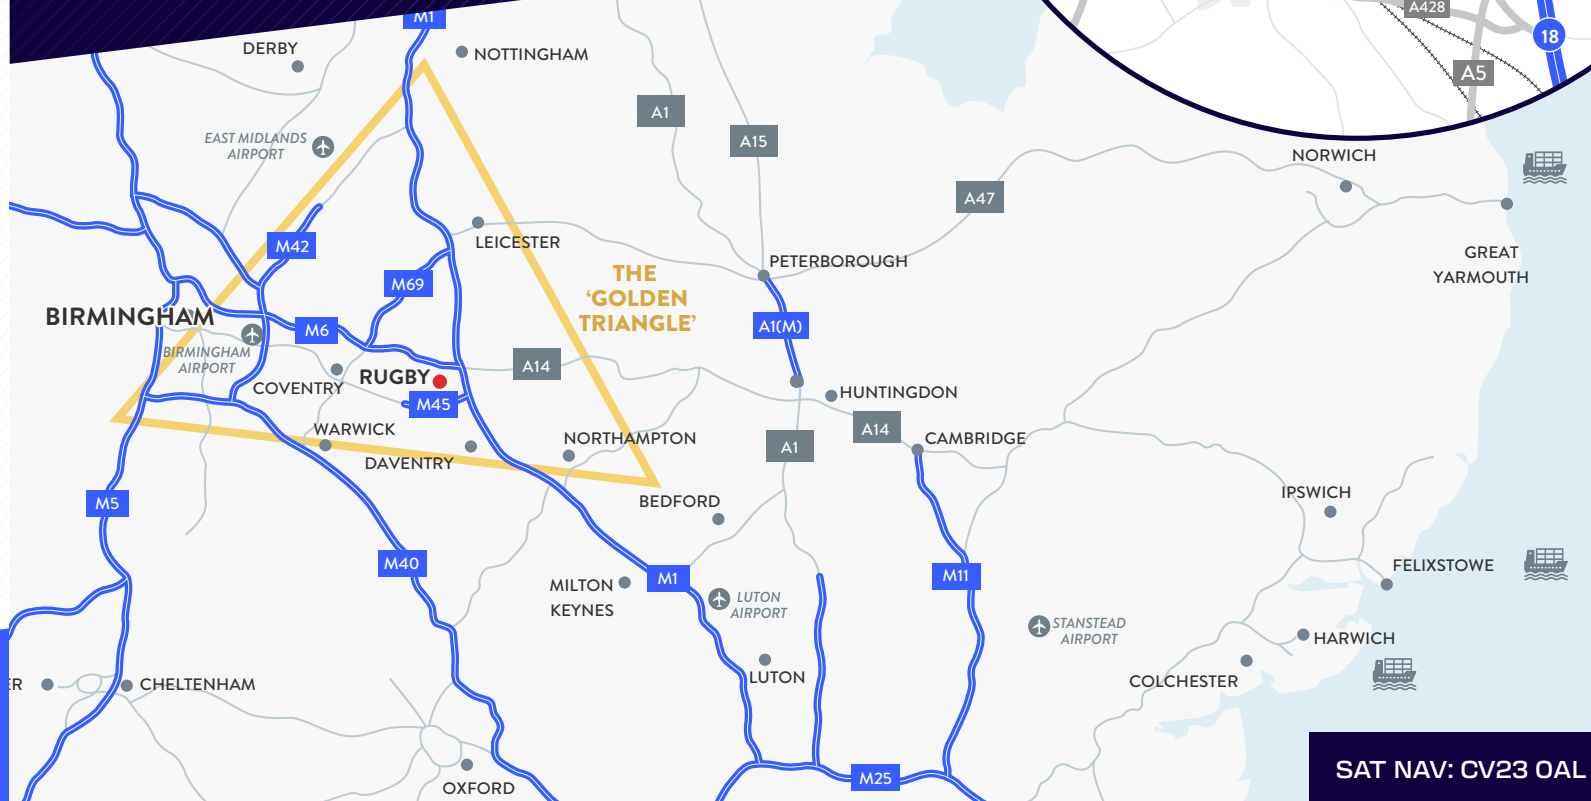 M1
A428
18
A5
DERBY
NOTTINGHAM
A1
A15
EAST MIDLANDS
AIRPORT
NORWICH
A47
M42
LEICESTER
PETERBOROUGH
GREAT
YARMOUTH
M69
THE
‘GOLDEN
TRIANGLE’
BIRMINGHAM
M6
A1(M)
BIRMINGHAM
AIRPORT
A14
COVENTRY
RUGBY
M45
HUNTINGDON
WARWICK
DAVENTRY
NORTHAMPTON
A1
A14
CAMBRIDGE
M5
BEDFORD
IPSWICH
M40
MILTON
KEYNES
M1
LUTON
AIRPORT
M11
FELIXSTOWE
STANSTEAD
AIRPORT
HARWICH
ER
CHELTENHAM
LUTON
COLCHESTER
OXFORD
M25
SAT NAV: CV23 0AL